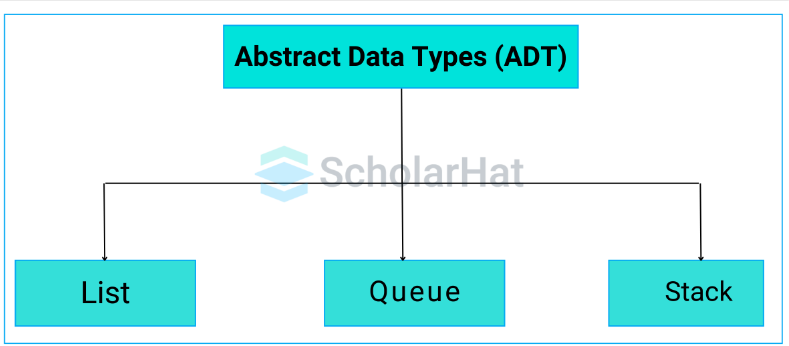 Abstract Data Types (ADT)
ScholarHat
List
Queue
Stack